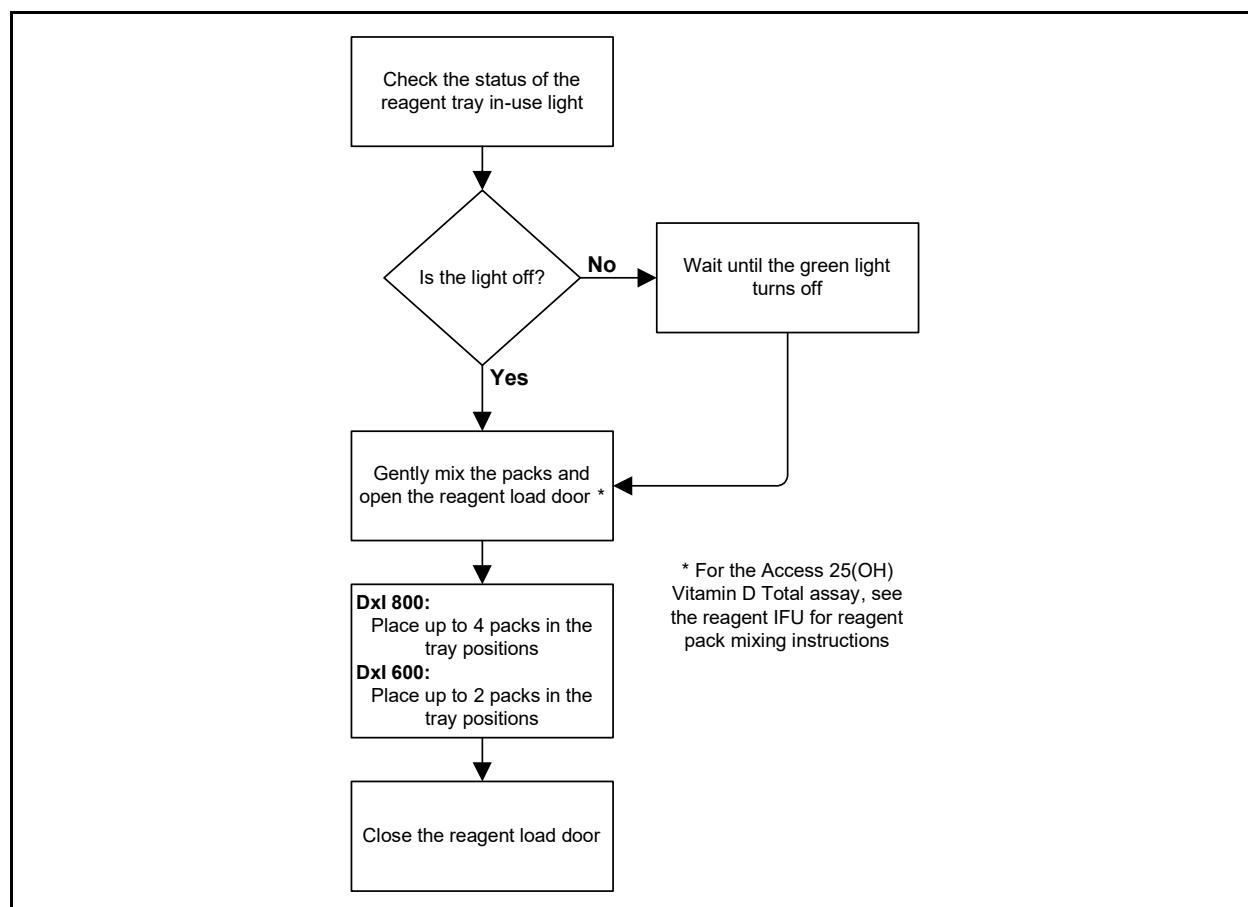 Check the status of the
reagent tray in-use light
Is the light off?
No
Wait until the green light
turns off
Yes
Gently mix the packs and
open the reagent load door *
* For the Access 25(OH)
Vitamin D Total assay, see
the reagent IFU for reagent
pack mixing instructions
DxI 800:
Place up to 4 packs in the
tray positions
DxI 600:
Place up to 2 packs in the
tray positions
Close the reagent load door